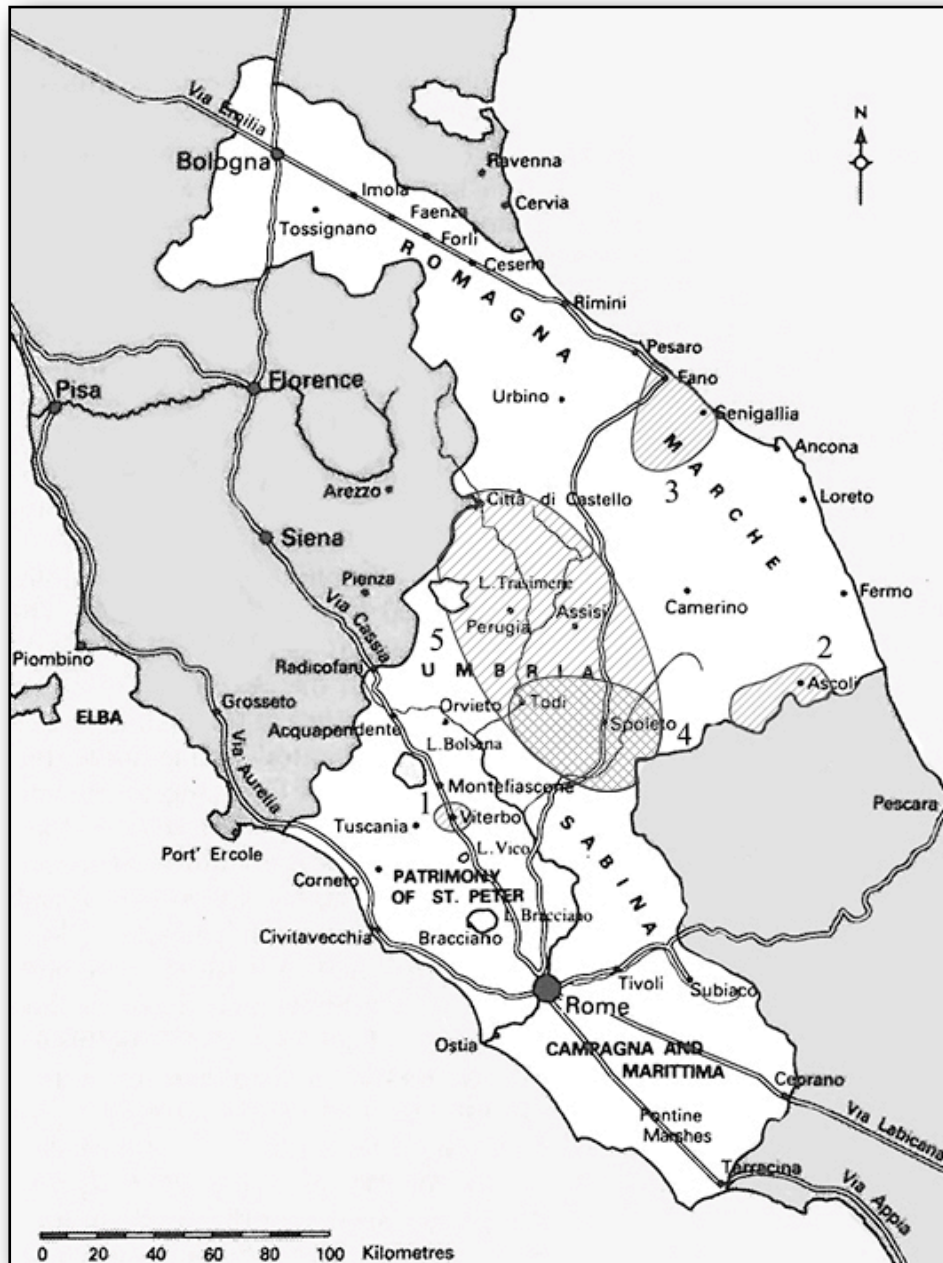 N
Via Emilia
Bologna
Ravenna
Imola
Cervia
Faenza
Tossignano
Forli
Cesena
ROMAGNA
Rimini
Pesaro
Florence
Fano
Pisa
Urbino
Senigallia
MARCHE
Ancona
Arezzo
Città di Castello
3
Loreto
Siena
Pienza
L. Trasimene
Camerino
Fermo
Via Cassia
Perugia
Assisi
5
2
Piombino
Radicofani
UMBRIA
Ascoli
ELBA
Grosseto
Orvieto
Todi
Spoleto
Acquapendente
4
L. Bolsena
Via Aurelia
Montefiascone
Pescara
1
Viterbo
Tuscania
SABINA
Port' Ercole
L. Vico
Corneto
PATRIMONY
OF ST. PETER
L. Bracciano
Civitavecchia
Bracciano
Tivoli
Subiaco
Rome
Ostia
CAMPAGNA AND
MARITTIMA
Ceprano
Pontine
Marshes
Via Labicana
Tarracina
Via Appia
0 20 40 60 80 100 Kilometres